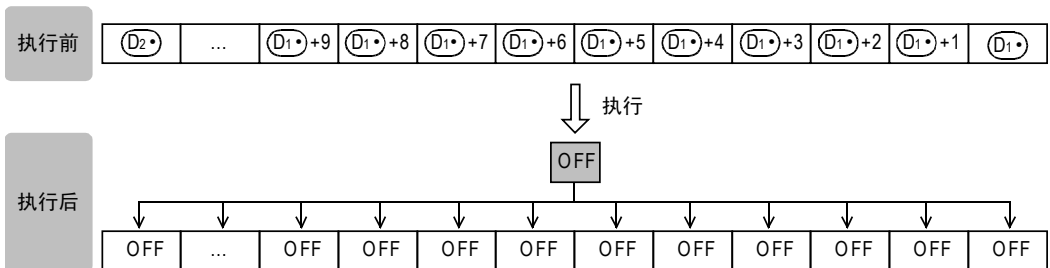 执行前 D2• ... D1•+9 D1•+8 D1•+7 D1•+6 D1•+5 D1•+4 D1•+3 D1•+2 D1•+1 D1•
执行
OFF
执行后
OFF ... OFF OFF OFF OFF OFF OFF OFF OFF OFF OFF